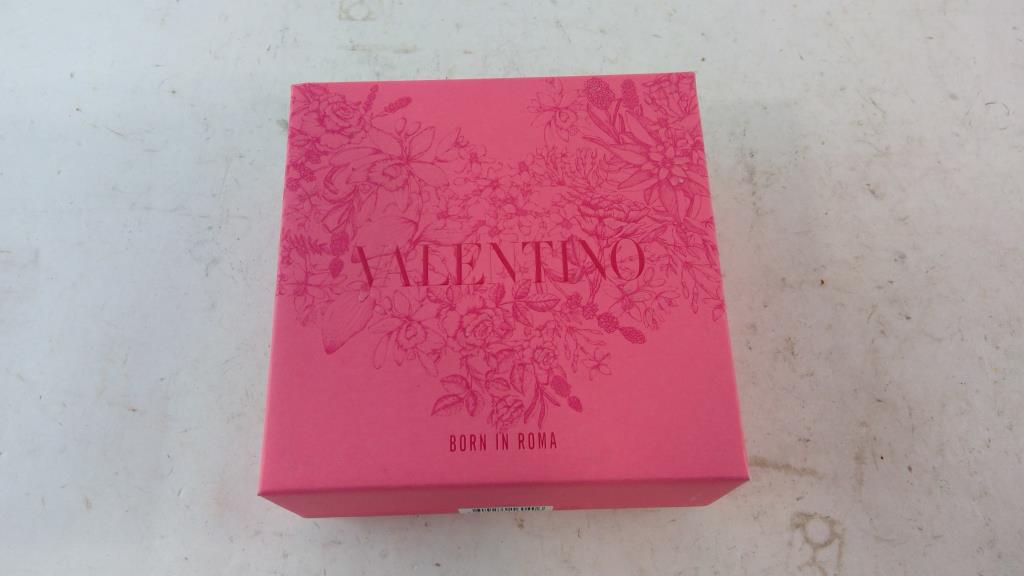 VALENTINO
BORN IN ROMA